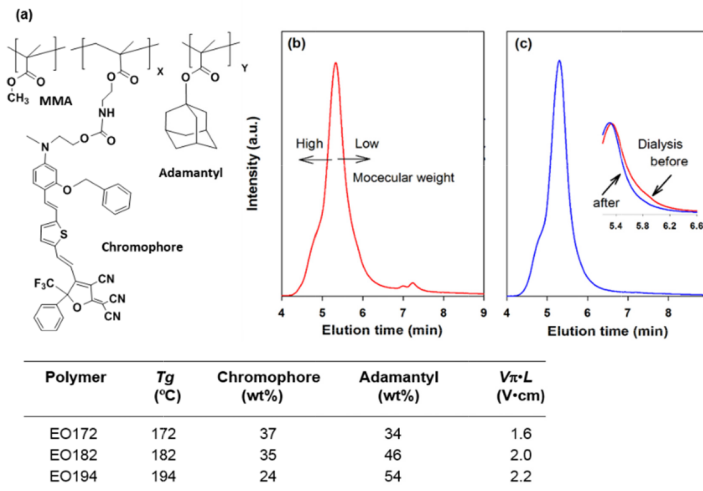 (a)
X
Y
O
O
O
O
O
O
CH₃
MMA
NH
O
O
Adamantyl
N
O
S
Chromophore
F₃C
CN
CN
CN
O
(b)
High
Low
Mocecular weight
Intensity (a.u.)
4 5 6 7 8 9
Elution time (min)
(c)
Dialysis
before
after
5.4 5.8 6.2 6.6
4 5 6 7 8
Elution time (min)
Polymer Tg Chromophore Adamantyl Vπ•L
(ºC) (wt%) (wt%) (V•cm)
EO172 172 37 34 1.6
EO182 182 35 46 2.0
EO194 194 24 54 2.2